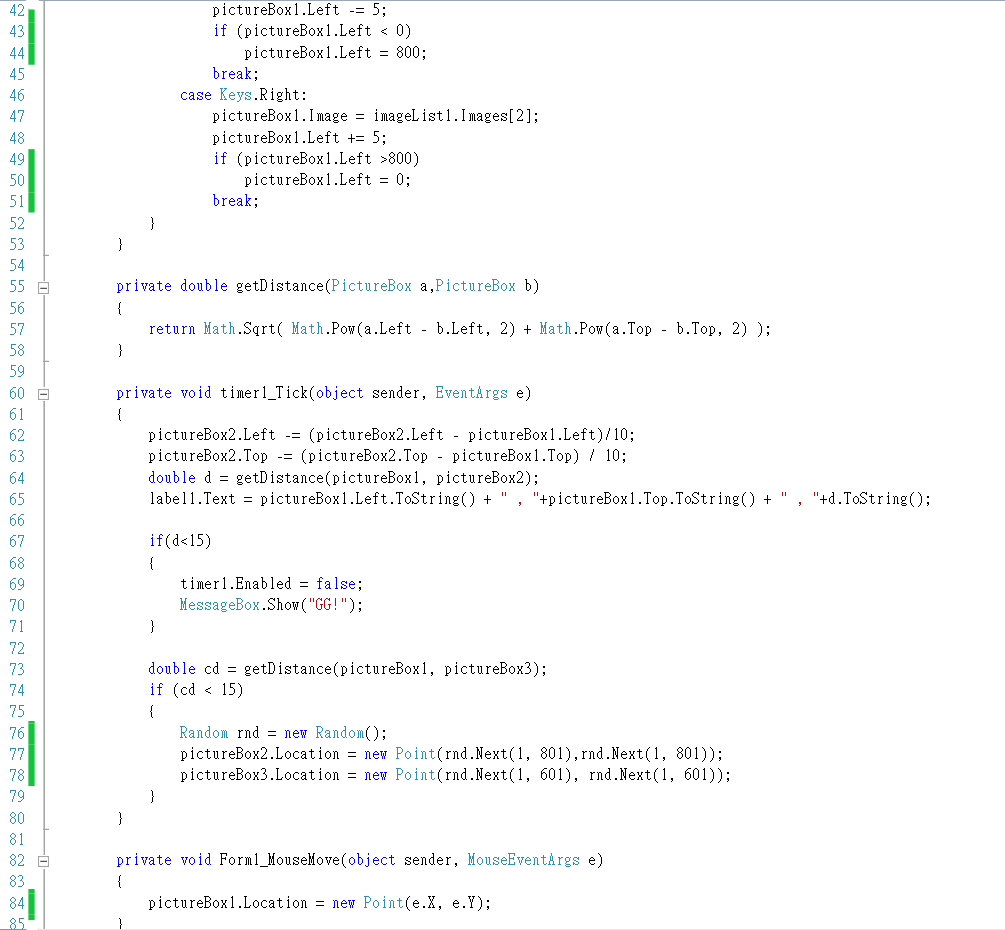 42 pictureBox1.Left -= 5;
43 if (pictureBox1.Left < 0)
44 pictureBox1.Left = 800;
45 break;
46 case Keys.Right:
47 pictureBox1.Image = imageList1.Images[2];
48 pictureBox1.Left += 5;
49 if (pictureBox1.Left >800)
50 pictureBox1.Left = 0;
51 break;
52 }
53 }
54
55 private double getDistance(PictureBox a,PictureBox b)
56 {
57 return Math.Sqrt( Math.Pow(a.Left - b.Left, 2) + Math.Pow(a.Top - b.Top, 2) );
58 }
59
60 private void timer1_Tick(object sender, EventArgs e)
61 {
62 pictureBox2.Left -= (pictureBox2.Left - pictureBox1.Left)/10;
63 pictureBox2.Top -= (pictureBox2.Top - pictureBox1.Top) / 10;
64 double d = getDistance(pictureBox1, pictureBox2);
65 label1.Text = pictureBox1.Left.ToString() + " , "+pictureBox1.Top.ToString() + " , "+d.ToString();
66
67 if(d<15)
68 {
69 timer1.Enabled = false;
70 MessageBox.Show("GG!");
71 }
72
73 double cd = getDistance(pictureBox1, pictureBox3);
74 if (cd < 15)
75 {
76 Random rnd = new Random();
77 pictureBox2.Location = new Point(rnd.Next(1, 801),rnd.Next(1, 801));
78 pictureBox3.Location = new Point(rnd.Next(1, 601), rnd.Next(1, 601));
79 }
80 }
81
82 private void Form1_MouseMove(object sender, MouseEventArgs e)
83 {
84 pictureBox1.Location = new Point(e.X, e.Y);
85 }